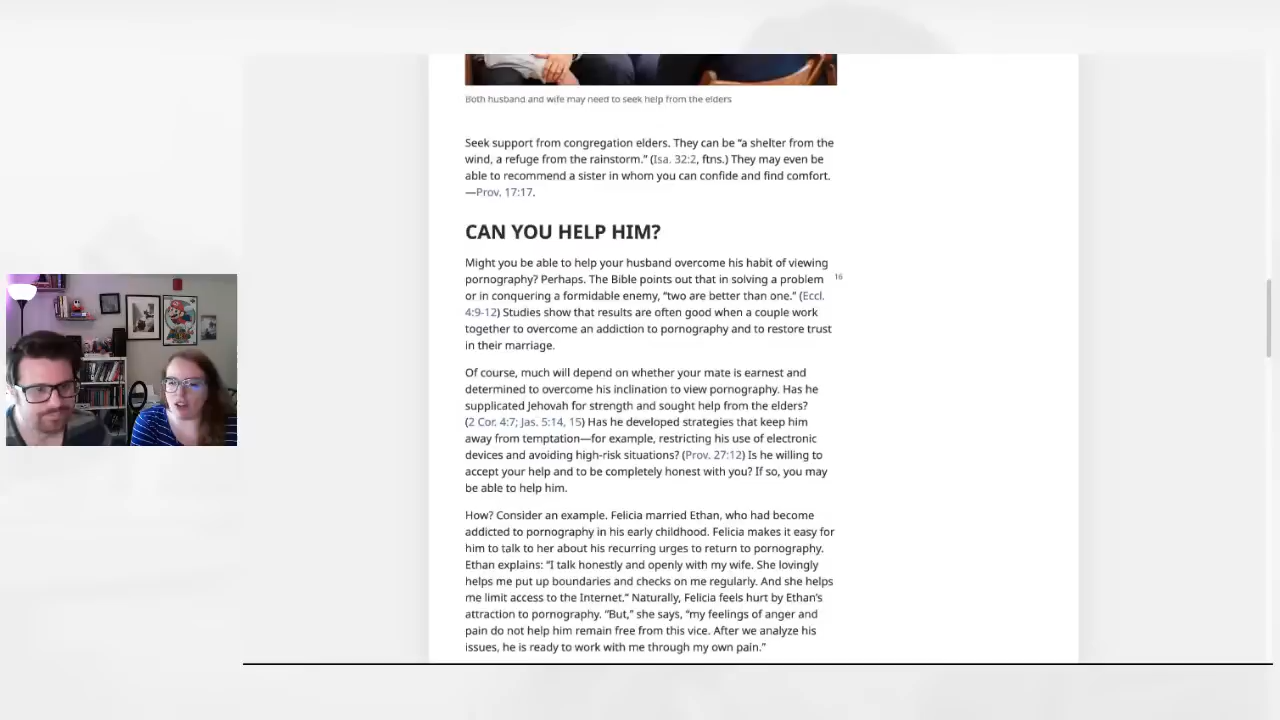 Both husband and wife may need to seek help from the elders
Seek support from congregation elders. They can be “a shelter from the
wind, a refuge from the rainstorm.” (Isa. 32:2, ftns.) They may even be
able to recommend a sister in whom you can confide and find comfort.
—Prov. 17:17.
CAN YOU HELP HIM?
Might you be able to help your husband overcome his habit of viewing
pornography? Perhaps. The Bible points out that in solving a problem
16
or in conquering a formidable enemy, “two are better than one.” (Eccl.
4:9-12) Studies show that results are often good when a couple work
together to overcome an addiction to pornography and to restore trust
in their marriage.
Of course, much will depend on whether your mate is earnest and
determined to overcome his inclination to view pornography. Has he
supplicated Jehovah for strength and sought help from the elders?
(2 Cor. 4:7; Jas. 5:14, 15) Has he developed strategies that keep him
away from temptation—for example, restricting his use of electronic
devices and avoiding high-risk situations? (Prov. 27:12) Is he willing to
accept your help and to be completely honest with you? If so, you may
be able to help him.
How? Consider an example. Felicia married Ethan, who had become
addicted to pornography in his early childhood. Felicia makes it easy for
him to talk to her about his recurring urges to return to pornography.
Ethan explains: “I talk honestly and openly with my wife. She lovingly
helps me put up boundaries and checks on me regularly. And she helps
me limit access to the Internet.” Naturally, Felicia feels hurt by Ethan’s
attraction to pornography. “But,” she says, “my feelings of anger and
pain do not help him remain free from this vice. After we analyze his
issues, he is ready to work with me through my own pain.”